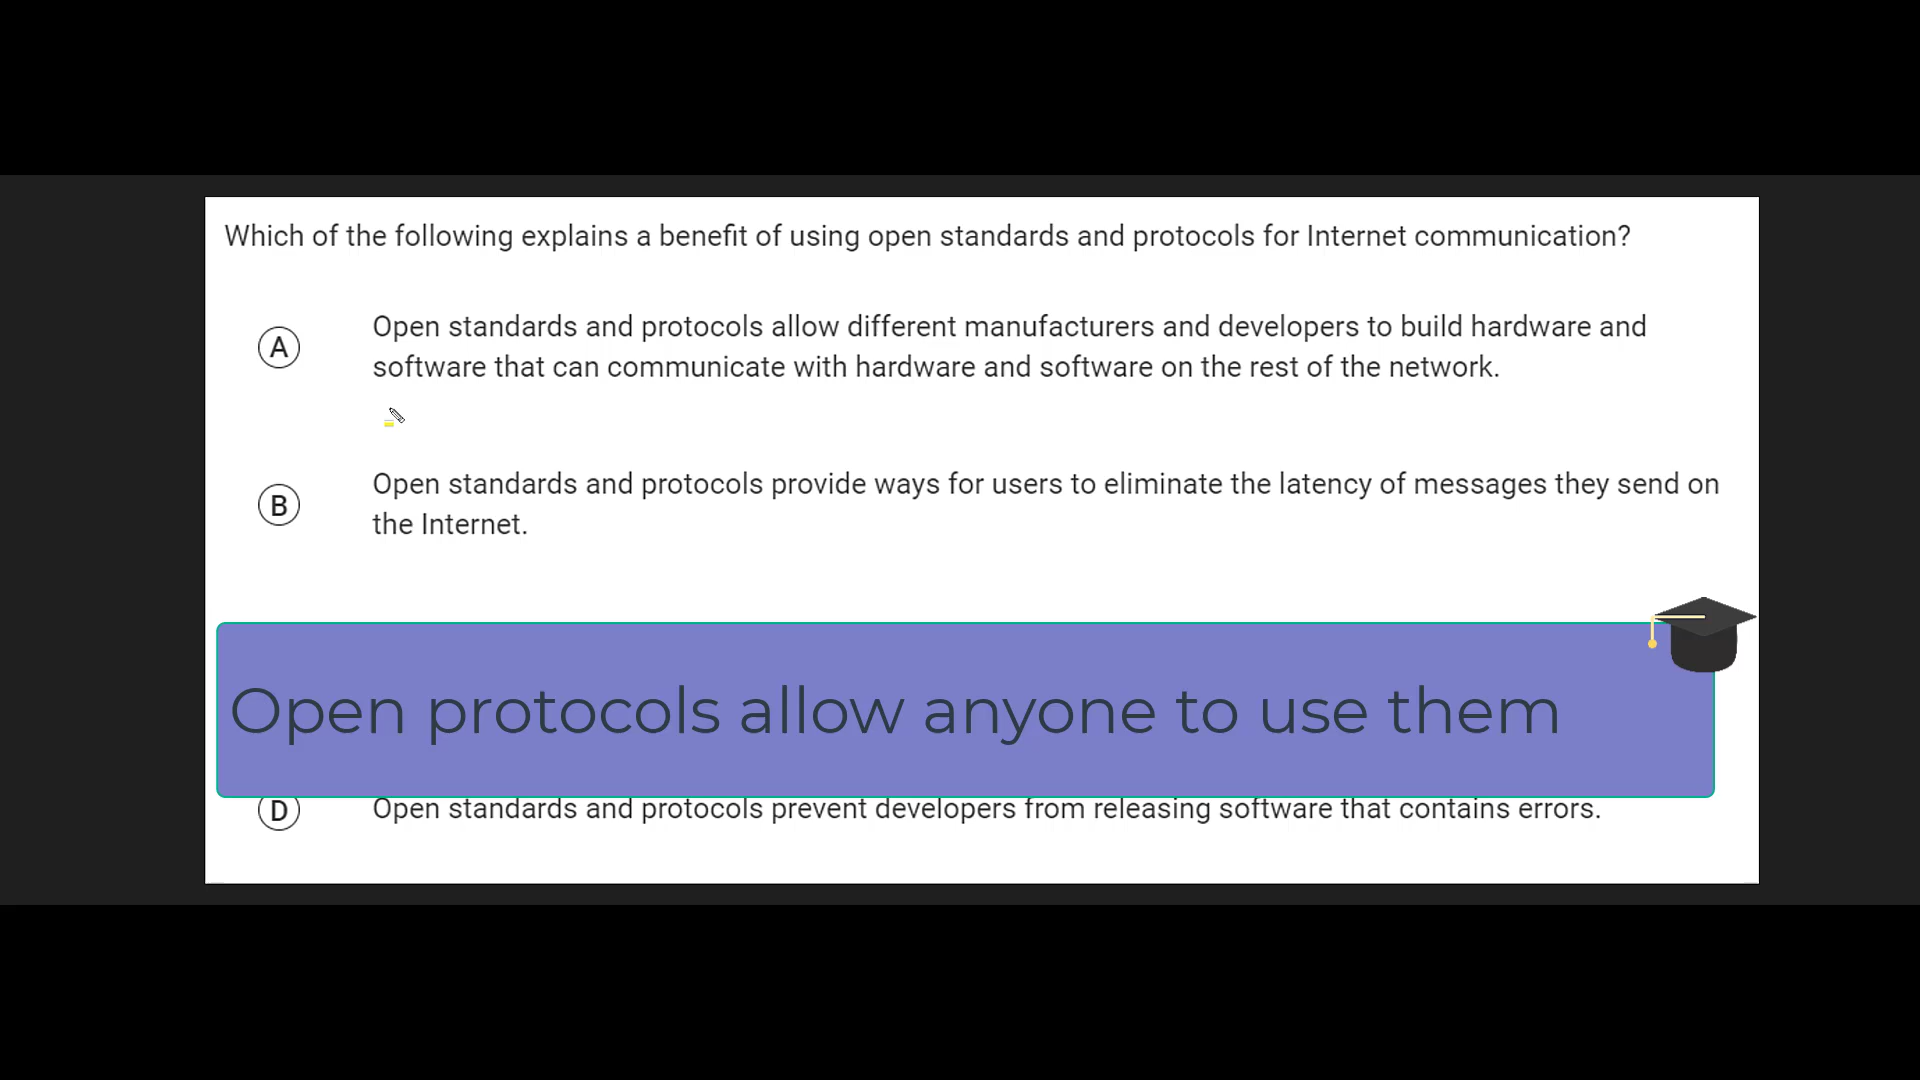 Which of the following explains a benefit of using open standards and protocols for Internet communication?
A
Open standards and protocols allow different manufacturers and developers to build hardware and
software that can communicate with hardware and software on the rest of the network.
B
Open standards and protocols provide ways for users to eliminate the latency of messages they send on
the Internet.
Open protocols allow anyone to use them
D
Open standards and protocols prevent developers from releasing software that contains errors.